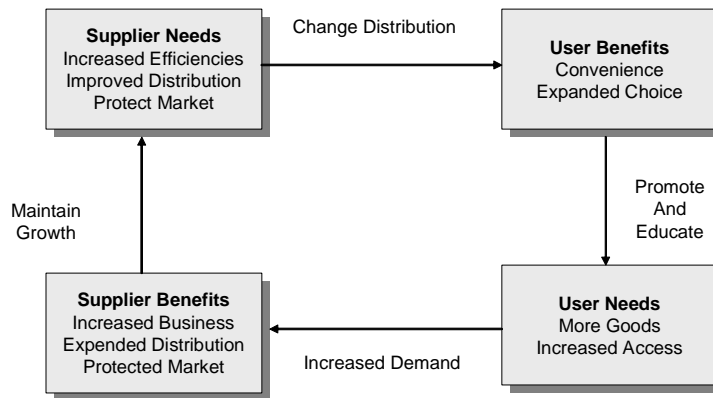 Supplier Needs
Increased Efficiencies
Improved Distribution
Protect Market
Change Distribution
User Benefits
Convenience
Expanded Choice
Promote
And
Educate
User Needs
More Goods
Increased Access
Increased Demand
Supplier Benefits
Increased Business
Expended Distribution
Protected Market
Maintain
Growth